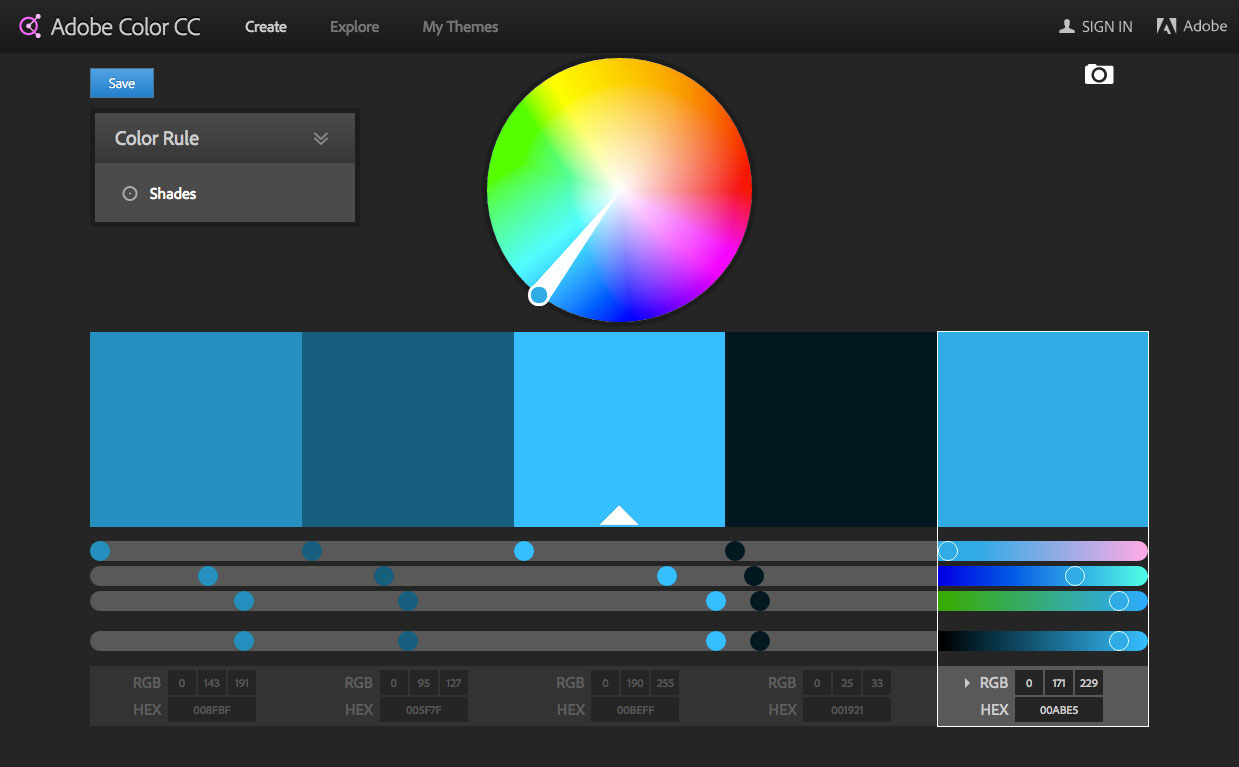 Adobe Color CC Create Explore My Themes SIGN IN Adobe
Save
Color Rule
Shades
RGB 0 143 191 RGB 0 95 127 RGB 0 190 255 RGB 0 25 33 RGB 0 171 229
HEX 008FBF HEX 005F7F HEX 00BEFF HEX 001921 HEX 00ABE5